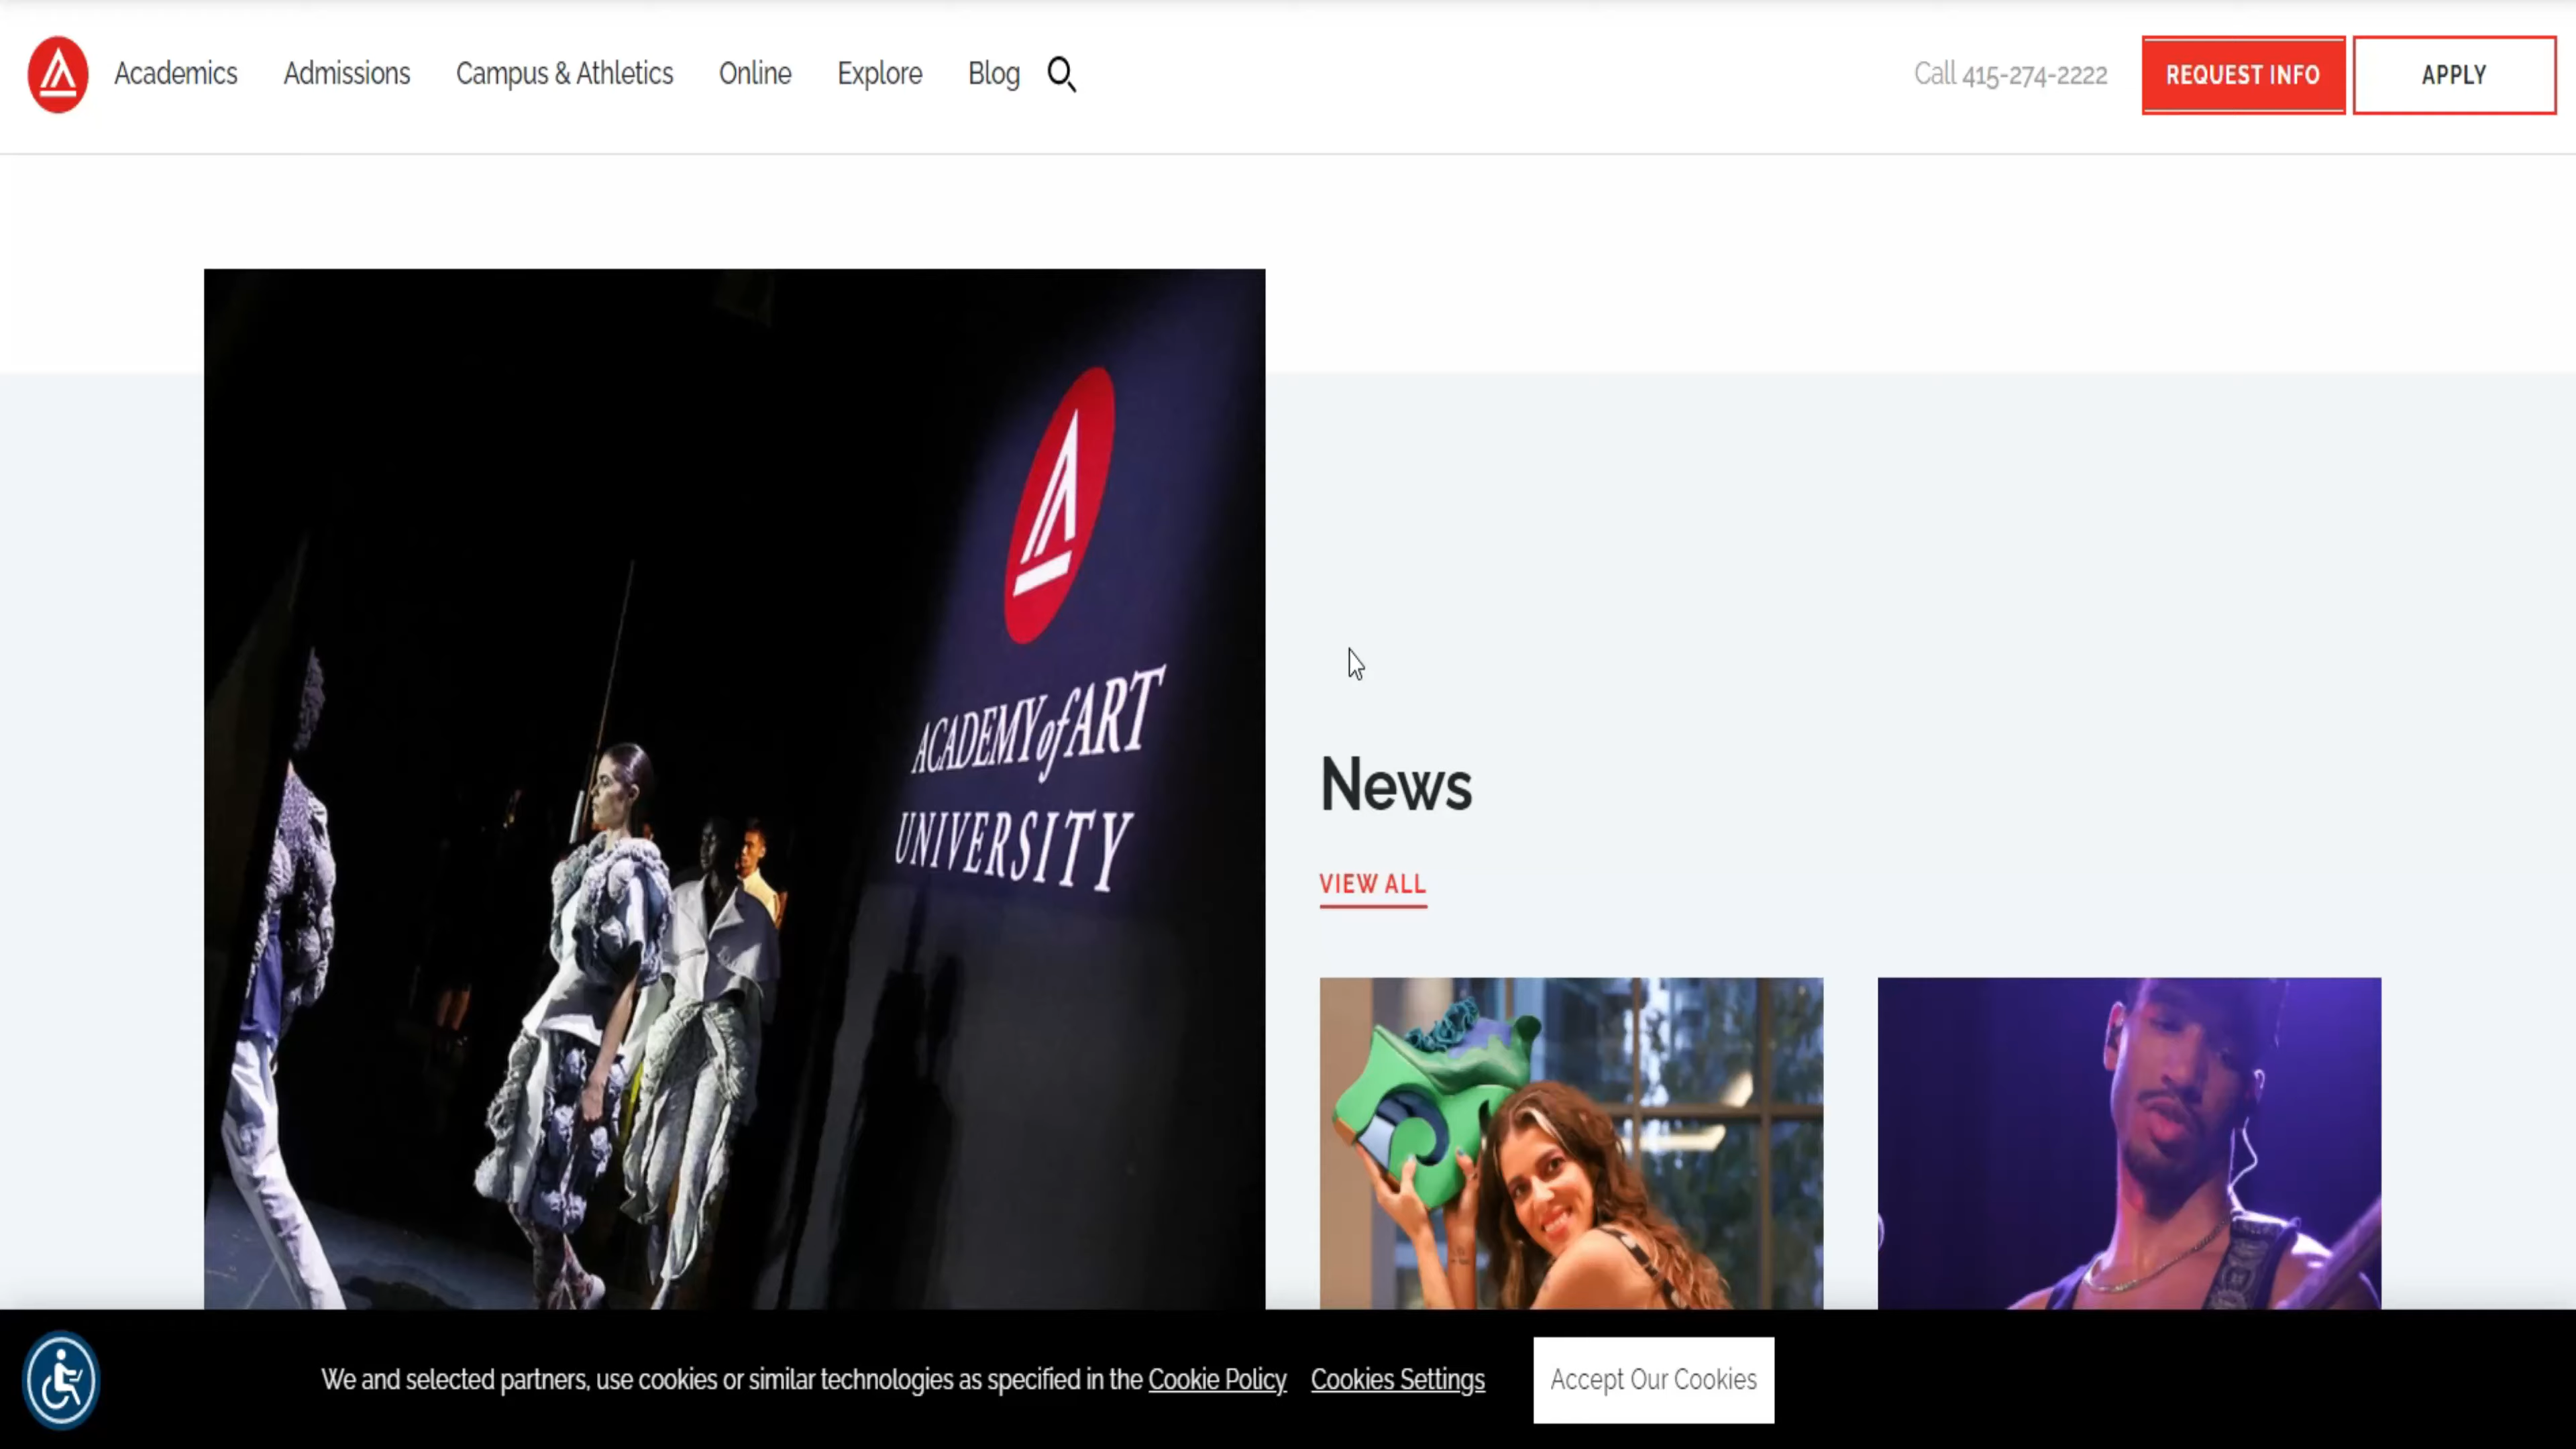 Academics Admissions Campus & Athletics Online Explore Blog Call 415-274-2222 REQUEST INFO APPLY
ACADEMY of ART
UNIVERSITY
News
VIEW ALL
We and selected partners, use cookies or similar technologies as specified in the Cookie Policy Cookies Settings Accept Our Cookies